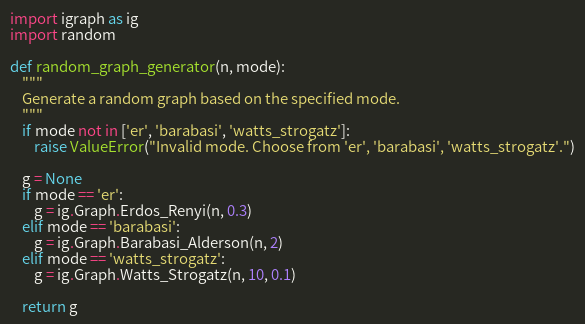 import igraph as ig
import random

def random_graph_generator(n, mode):
    """
    Generate a random graph based on the specified mode.
    """
    if mode not in ['er', 'barabasi', 'watts_strogatz']:
        raise ValueError("Invalid mode. Choose from 'er', 'barabasi', 'watts_strogatz'.")

    g = None
    if mode == 'er':
        g = ig.Graph.Erdos_Renyi(n, 0.3)
    elif mode == 'barabasi':
        g = ig.Graph.Barabasi_Alderson(n, 2)
    elif mode == 'watts_strogatz':
        g = ig.Graph.Watts_Strogatz(n, 10, 0.1)

    return g